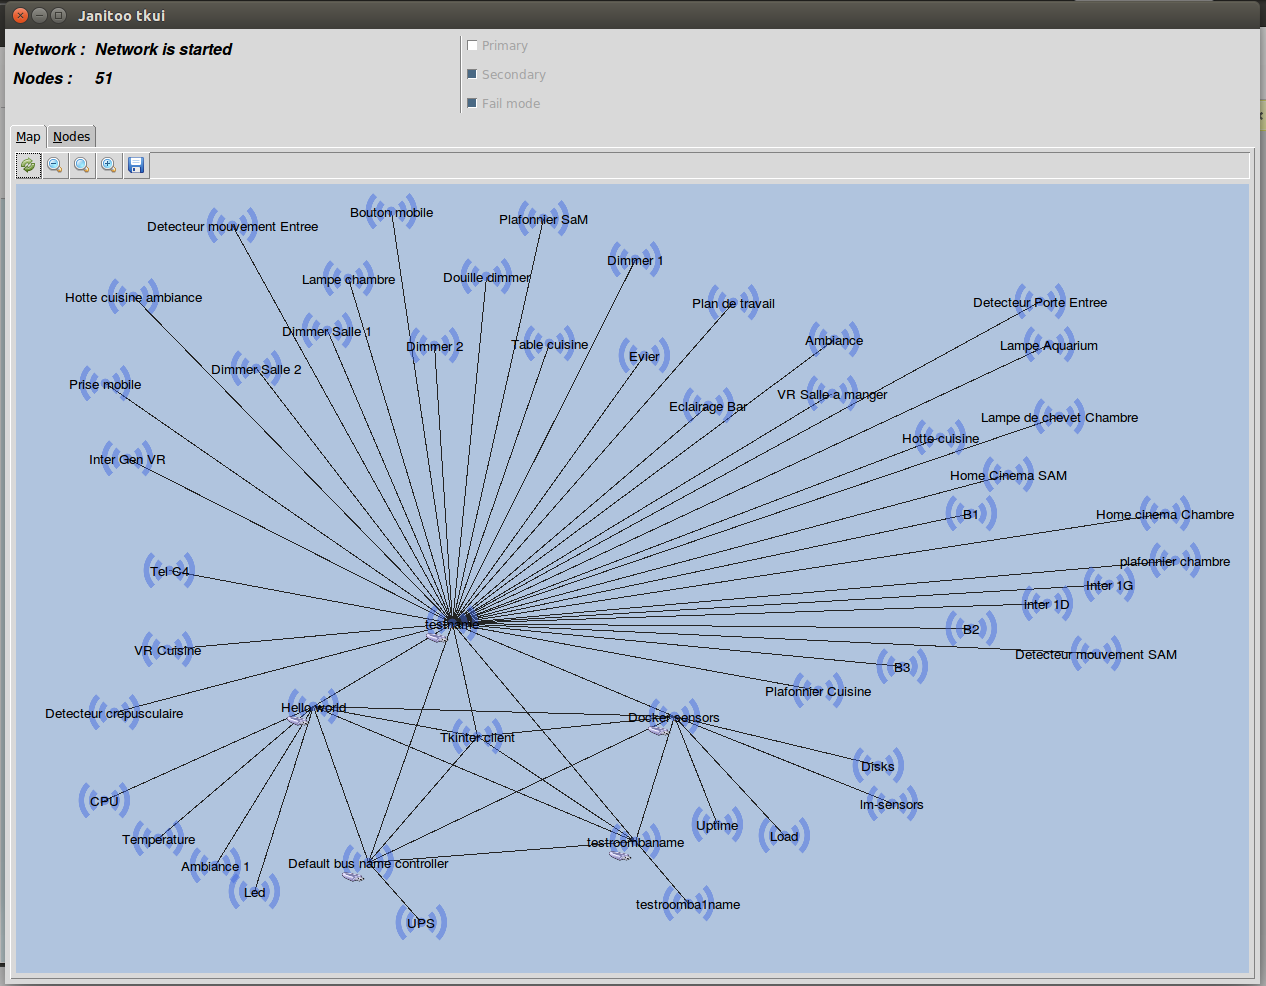 Janitoo tkui
Network : Network is started
Nodes : 51
Primary
Secondary
Fail mode
Map Nodes
Bouton mobile
Plafonnier SaM
Detecteur mouvement Entree
Dimmer 1
Lampe chambre
Douille dimmer
Hotte cuisine ambiance
Plan de travail
Detecteur Porte Entree
Dimmer Salle 1
Dimmer 2
Table cuisine
Ambiance
Lampe Aquarium
Evier
Dimmer Salle 2
Prise mobile
VR Salle a manger
Eclairage Bar
Lampe de chevet Chambre
Hotte cuisine
Inter Gen VR
Home Cinema SAM
B1
Home cinema Chambre
plafonnier chambre
Tel C4
Inter 1G
Inter 1D
testname
B2
VR Cuisine
Detecteur mouvement SAM
B3
Plafonnier Cuisine
Hello world
Detecteur crepusculaire
Docker sensors
Tkinter client
Disks
CPU
lm-sensors
Uptime
Load
Temperature
testroombaname
Ambiance 1
Default bus name controller
Led
testroomba1name
UPS